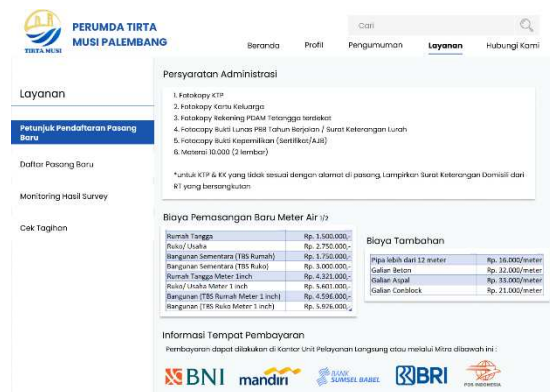 PERUMDA TIRTA
MUSI PALEMBANG
TIRTA MUSI
Cari
Beranda Profil Pengumuman Layanan Hubungi Kami
Layanan
Petunjuk Pendaftaran Pasang
Baru
Daftar Pasang Baru
Monitoring Hasil Survey
Cek Tagihan
Persyaratan Administrasi
1. Fotokopy KTP
2. Fotokopy Kartu Keluarga
3. Fotokopy Rekening PDAM Tetangga terdekat
4. Fotocopy Bukti Lunas PBB Tahun Berjalan / Surat Keterangan Lurah
5. Fotocopy Bukti Kepemilikan (Sertifikat/AJB)
6. Materai 10.000 (2 lembar)
*untuk KTP & KK yang tidak sesuai dengan alamat di pasang, Lampirkan Surat Keterangan Domisili dari
RT yang bersangkutan
Biaya Pemasangan Baru Meter Air 1/2
Rumah Tangga Rp. 1.500.000,-
Ruko/ Usaha Rp. 2.750.000,-
Bangunan Sementara (TBS Rumah) Rp. 1.750.000,-
Bangunan Sementara (TBS Ruko) Rp. 3.000.000,-
Rumah Tangga Meter 1inch Rp. 4.321.000,-
Ruko/ Usaha Meter 1 inch Rp. 5.601.000,-
Bangunan (TBS Rumah Meter 1 inch) Rp. 4.596.000,-
Bangunan (TBS Ruko Meter 1 inch) Rp. 5.926.000,-
Biaya Tambahan
Pipa lebih dari 12 meter Rp. 16.000/meter
Galian Beton Rp. 32.000/meter
Galian Aspal Rp. 33.000/meter
Galian Conblock Rp. 21.000/meter
Informasi Tempat Pembayaran
Pembayaran dapat dilakukan di Kantor Unit Pelayanan Langsung atau melalui Mitra dibawah ini :
BNI
mandiri
BANK
SUMSEL BABEL
BRI
POS INDONESIA